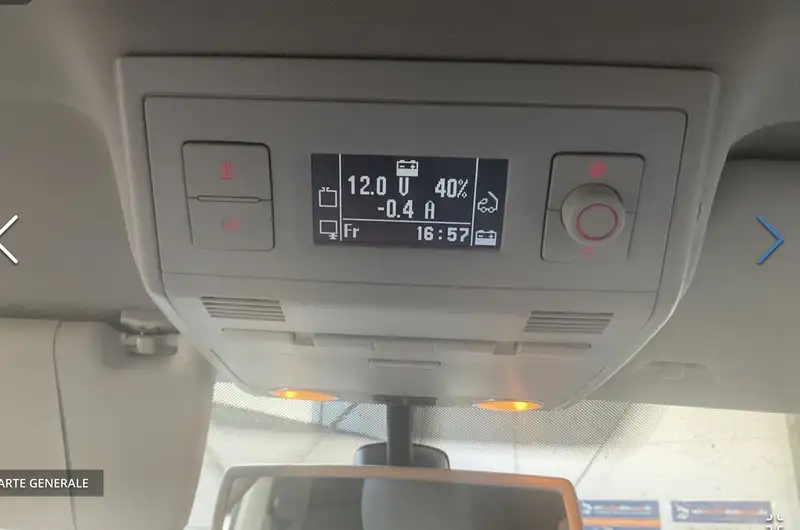 12.0 V 40%
-0.4 A
Fr 16:57
ARTE GENERALE